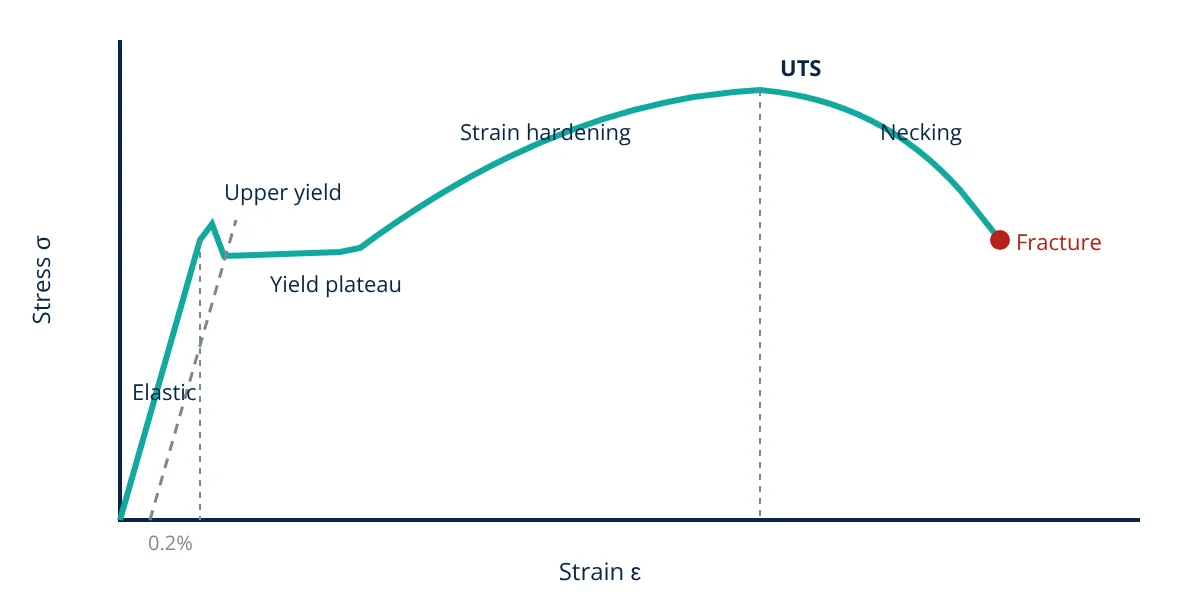 UTS
Strain hardening
Necking
Upper yield
Fracture
Yield plateau
Stress σ
Elastic
0.2%
Strain ε